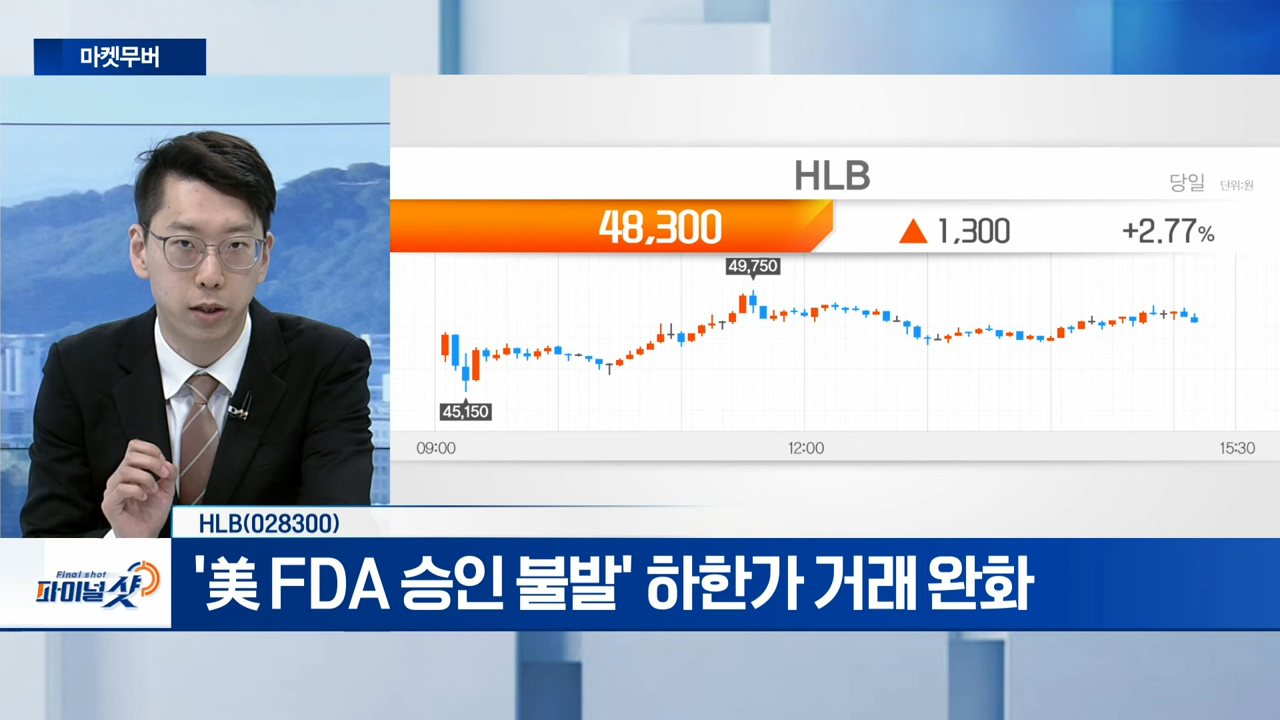 마켓무버
HLB
당일 단위:원
48,300 ▲ 1,300 +2.77%
49,750
45,150
09:00 12:00 15:30
HLB(028300)
Final shot
파이널샷
'美 FDA 승인 불발' 하한가 거래 완화